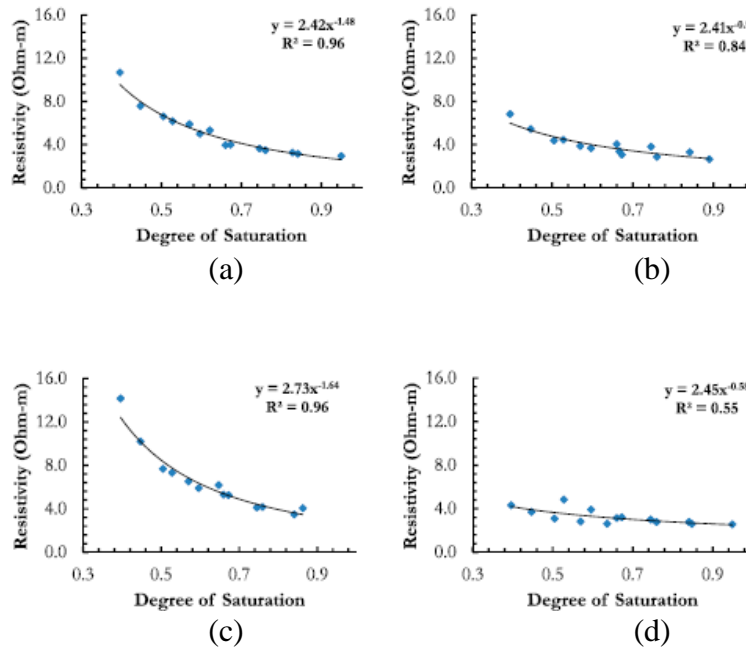 16.0
12.0
8.0
4.0
0.0
Resistivity (Ohm-m)
y = 2.42x^-1.48
R² = 0.96
0.3 0.5 0.7 0.9
Degree of Saturation
(a)
16.0
12.0
8.0
4.0
0.0
Resistivity (Ohm-m)
y = 2.41x
R² = 0.84
0.3 0.5 0.7 0.9
Degree of Saturation
(b)
16.0
12.0
8.0
4.0
0.0
Resistivity (Ohm-m)
y = 2.73x^-1.64
R² = 0.96
0.3 0.5 0.7 0.9
Degree of Saturation
(c)
16.0
12.0
8.0
4.0
0.0
Resistivity (Ohm-m)
y = 2.45x
R² = 0.55
0.3 0.5 0.7 0.9
Degree of Saturation
(d)